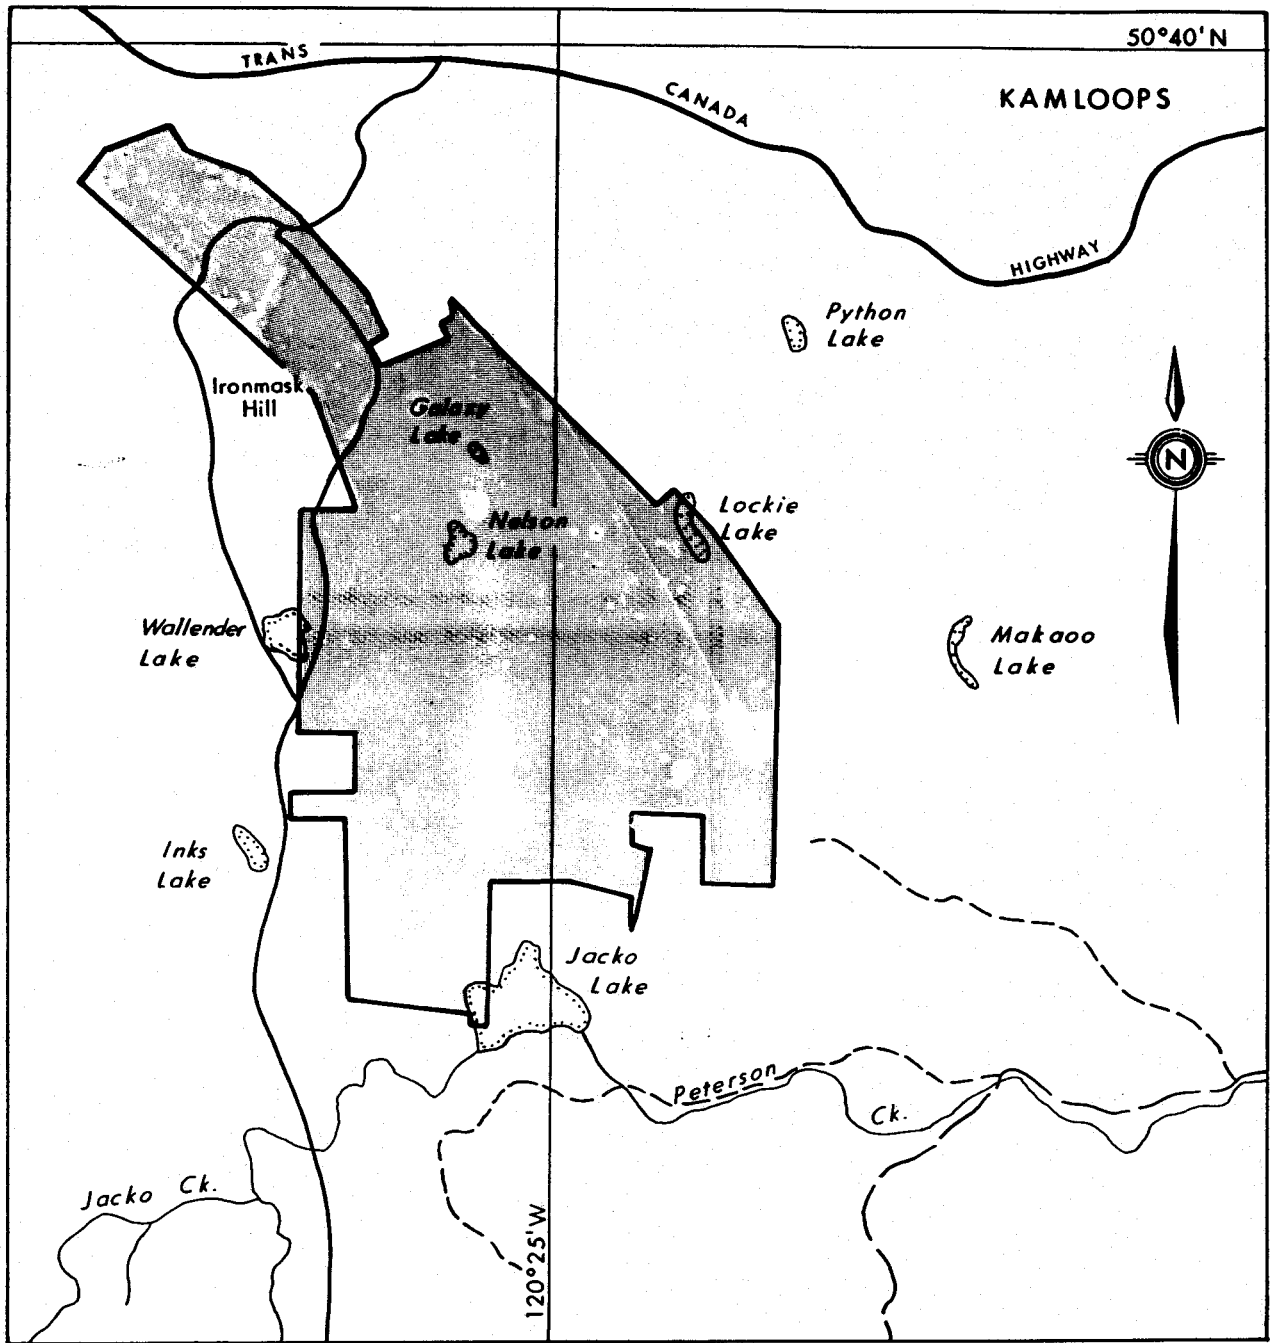 50°40'N
TRANS
CANADA
KAMLOOPS
HIGHWAY
Python
Lake
Ironmask
Hill
Galaxy
Lake
N
Lockie
Lake
Nelson
Lake
Wallender
Lake
Makaoo
Lake
Inks
Lake
Jacko
Lake
Peterson
Ck.
Jacko Ck.
120°25'W